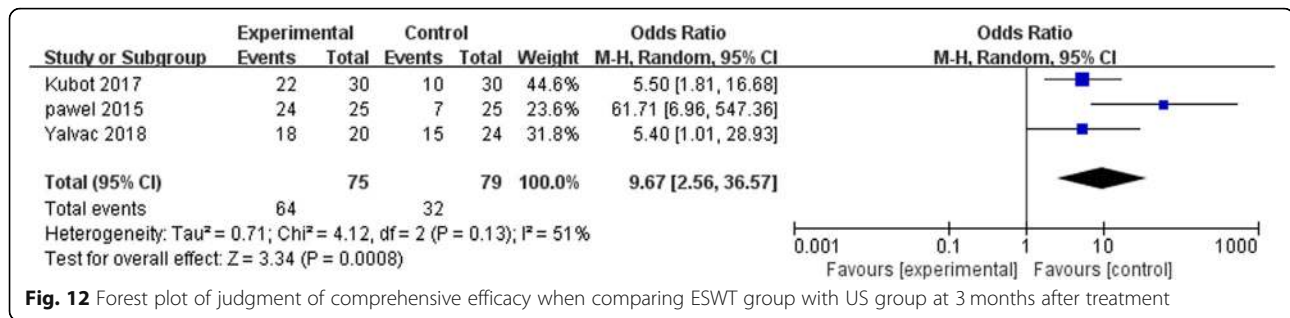 Experimental Control Odds Ratio Odds Ratio
Study or Subgroup Events Total Events Total Weight M-H, Random, 95% CI M-H, Random, 95% CI
Kubot 2017 22 30 10 30 44.6% 5.50 [1.81, 16.68]
pawel 2015 24 25 7 25 23.6% 61.71 [6.96, 547.36]
Yalvac 2018 18 20 15 24 31.8% 5.40 [1.01, 28.93]
Total (95% CI) 75 79 100.0% 9.67 [2.56, 36.57]
Total events 64 32
Heterogeneity: Tau² = 0.71; Chi² = 4.12, df = 2 (P = 0.13); I² = 51%
Test for overall effect: Z = 3.34 (P = 0.0008)
0.001 0.1 1 10 1000
Favours [experimental] Favours [control]
Fig. 12 Forest plot of judgment of comprehensive efficacy when comparing ESWT group with US group at 3 months after treatment